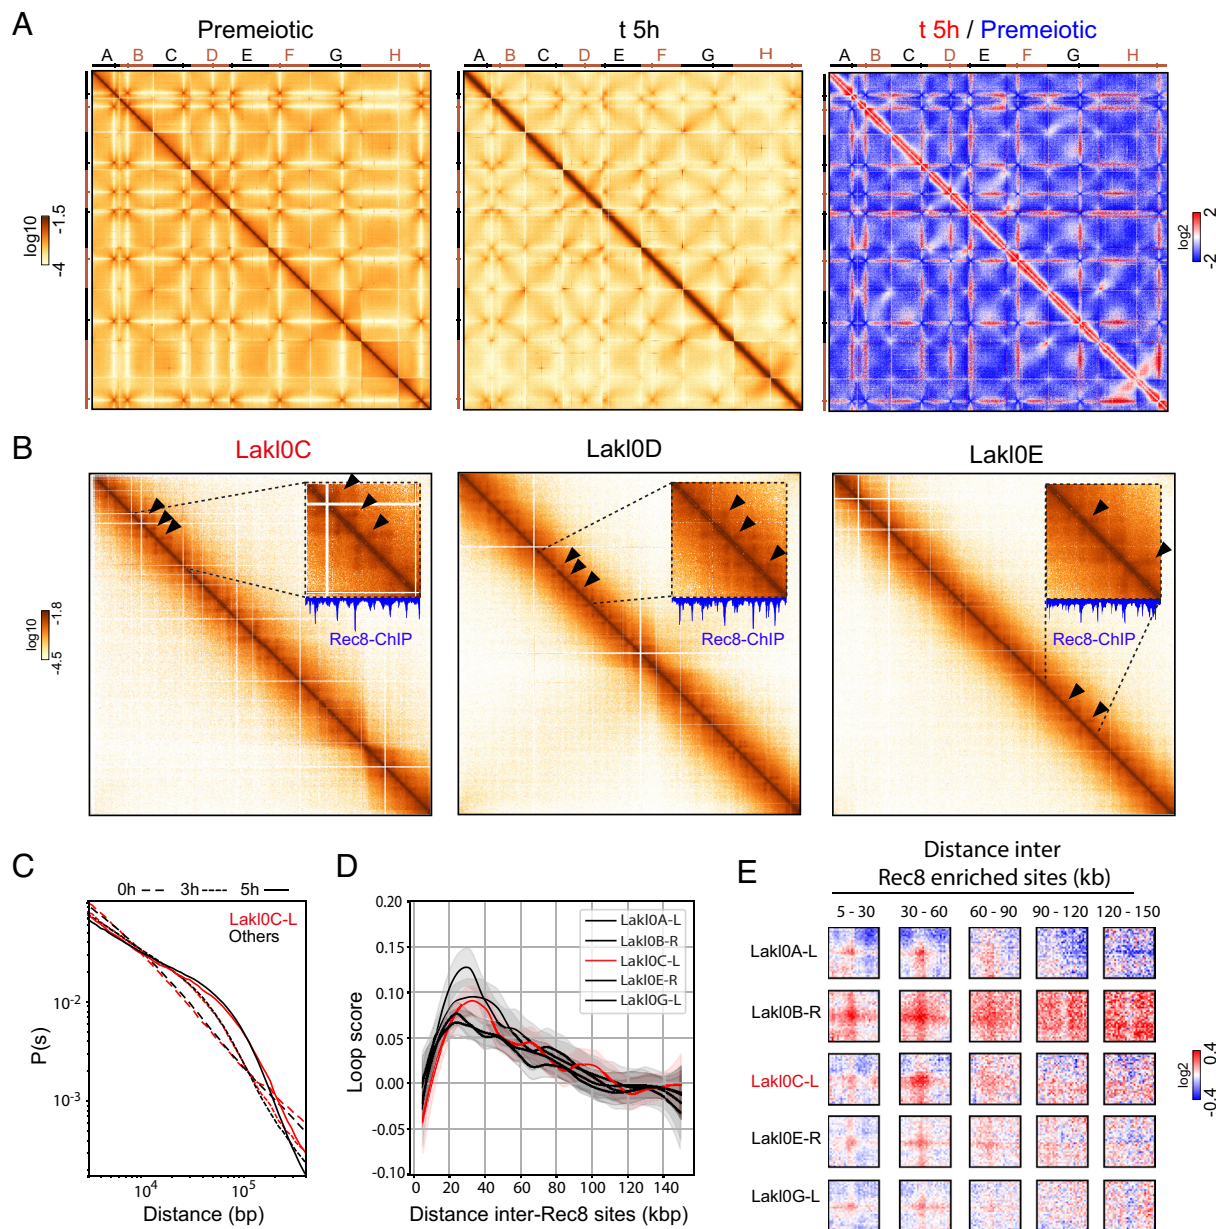 A
Premeiotic
t 5h
t 5h / Premeiotic
A B C D E F G H
A B C D E F G H
A B C D E F G H
log10
-1.5
-4
log2
2
-2
B
Lakl0C
Lakl0D
Lakl0E
Rec8-ChIP
Rec8-ChIP
Rec8-ChIP
log10
-1.8
-4.5
C
0h
3h
5h
Lakl0C-L
Others
P(s)
10-2
10-3
104
105
Distance (bp)
D
Loop score
0.20
0.15
0.10
0.05
0.00
-0.05
-0.10
Lakl0A-L
Lakl0B-R
Lakl0C-L
Lakl0E-R
Lakl0G-L
0 20 40 60 80 100 120 140
Distance inter-Rec8 sites (kbp)
E
Distance inter
Rec8 enriched sites (kb)
5 - 30 30 - 60 60 - 90 90 - 120 120 - 150
Lakl0A-L
Lakl0B-R
Lakl0C-L
Lakl0E-R
Lakl0G-L
log2
0.4
-0.4